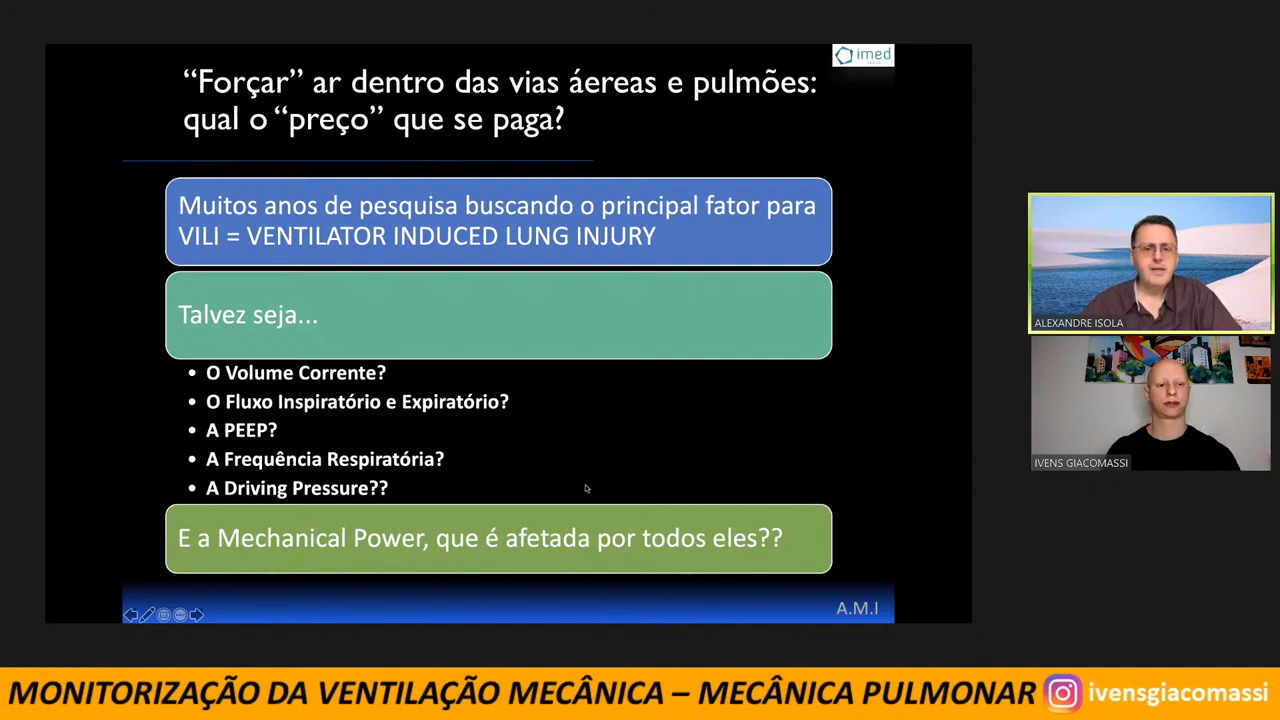 imed
“Forçar” ar dentro das vias áereas e pulmões:
qual o “preço” que se paga?
Muitos anos de pesquisa buscando o principal fator para
VILI = VENTILATOR INDUCED LUNG INJURY
Talvez seja...
• O Volume Corrente?
• O Fluxo Inspiratório e Expiratório?
• A PEEP?
• A Frequência Respiratória?
• A Driving Pressure??
E a Mechanical Power, que é afetada por todos eles??
A.M.I
ALEXANDRE ISOLA
IVENS GIACOMASSI
MONITORIZAÇÃO DA VENTILAÇÃO MECÂNICA – MECÂNICA PULMONAR ivensgiacomassi